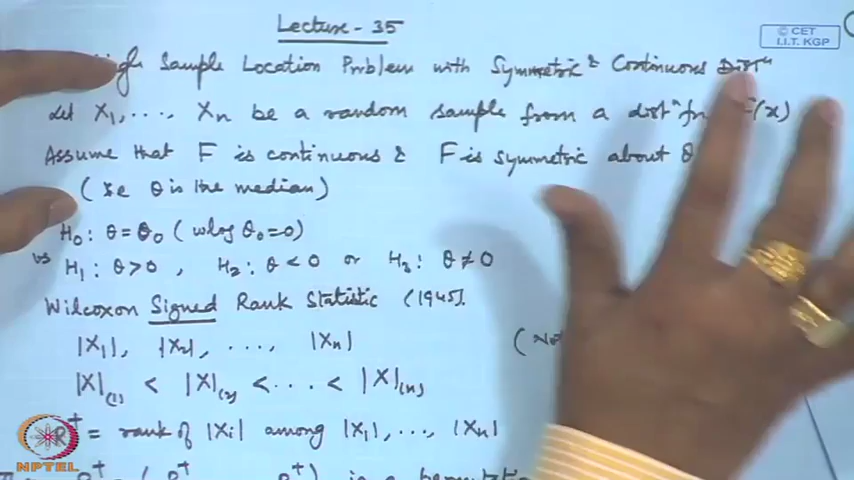 Lecture - 35
© CET
I.I.T. KGP
Sample Location Problem with Symmetric & Continuous Distⁿ
Let X₁, ..., Xₙ be a random sample from a distⁿ fⁿ F(x)
Assume that F is continuous & F is symmetric about θ
(ie θ is the median)
H₀: θ = θ₀ (wlog θ₀ = 0)
vs H₁: θ > 0, H₂: θ < 0 or H₃: θ ≠ 0
Wilcoxon Signed Rank Statistic (1945).
|X₁|, |X₂|, ..., |Xₙ|
|X|₍₁₎ < |X|₍₂₎ < ... < |X|₍ₙ₎
R⁺ = rank of |Xᵢ| among |X₁|, ..., |Xₙ|
NPTEL